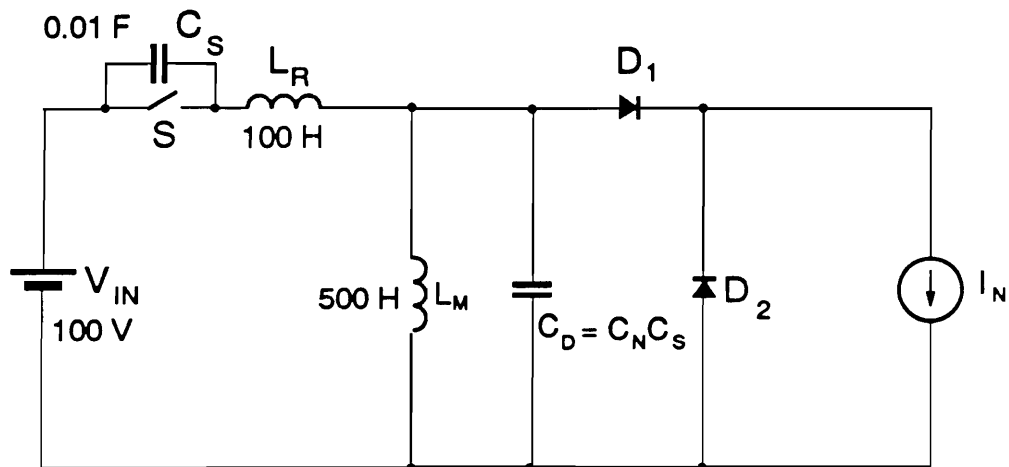 0.01 F
C_S
S
L_R
100 H
D_1
V_IN
100 V
500 H
L_M
C_D = C_N C_S
D_2
I_N